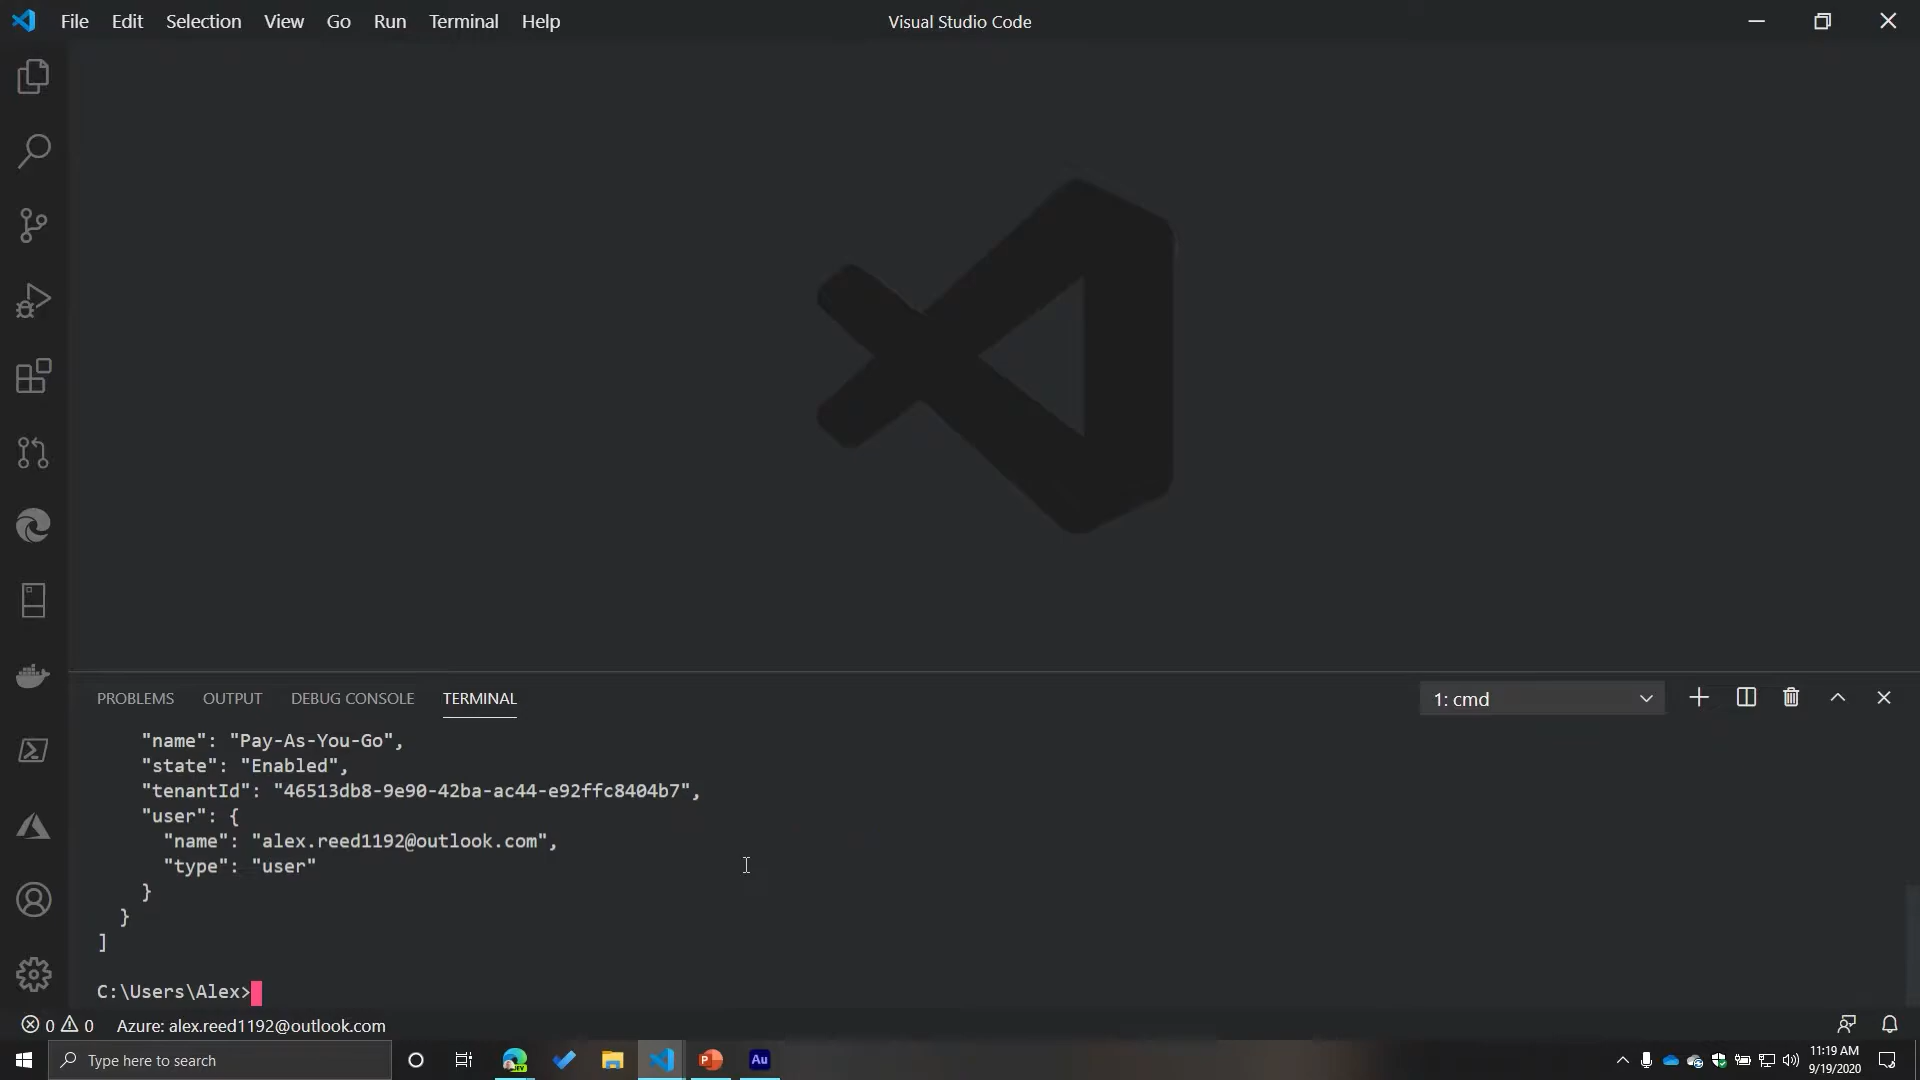 File Edit Selection View Go Run Terminal Help Visual Studio Code
PROBLEMS OUTPUT DEBUG CONSOLE TERMINAL 1: cmd
"name": "Pay-As-You-Go",
"state": "Enabled",
"tenantId": "46513db8-9e90-42ba-ac44-e92ffc8404b7",
"user": {
"name": "alex.reed1192@outlook.com",
"type": "user"
}
}
]
C:\Users\Alex>
0 0 Azure: alex.reed1192@outlook.com
Type here to search Au 11:19 AM
9/19/2020